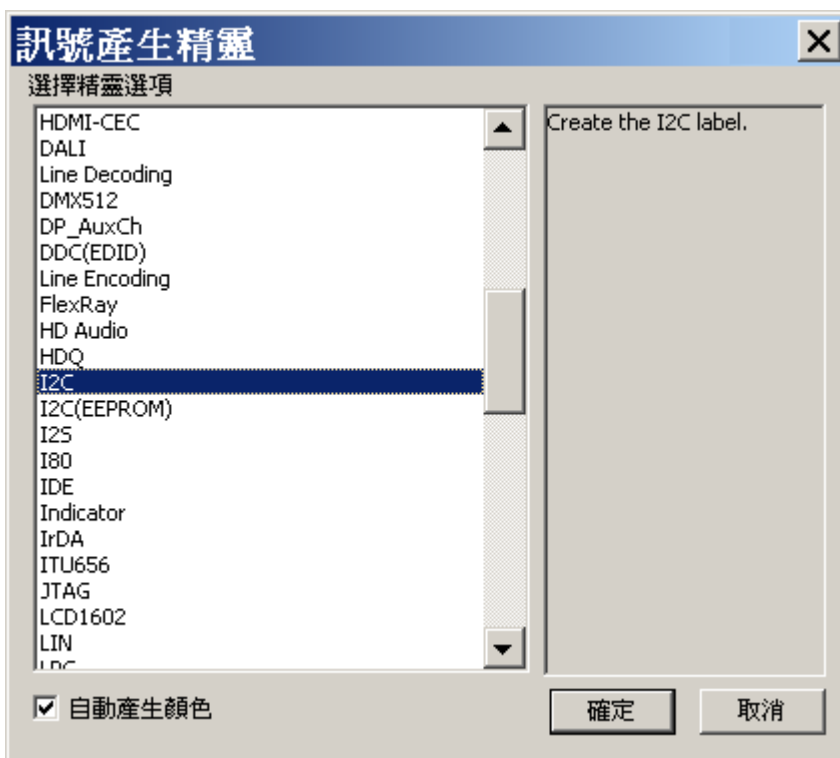 訊號產生精靈
選擇精靈選項
HDMI-CEC
DALI
Line Decoding
DMX512
DP_AuxCh
DDC(EDID)
Line Encoding
FlexRay
HD Audio
HDQ
I2C
I2C(EEPROM)
I2S
I80
IDE
Indicator
IrDA
ITU656
JTAG
LCD1602
LIN
Create the I2C label.
自動產生顏色
確定
取消